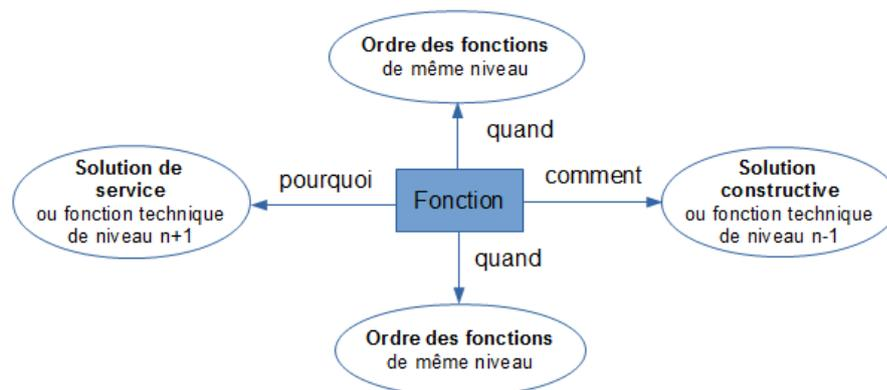 Ordre des fonctions
de même niveau
quand
Solution de
service
ou fonction technique
de niveau n+1
pourquoi
Fonction
comment
Solution
constructive
ou fonction technique
de niveau n-1
quand
Ordre des fonctions
de même niveau